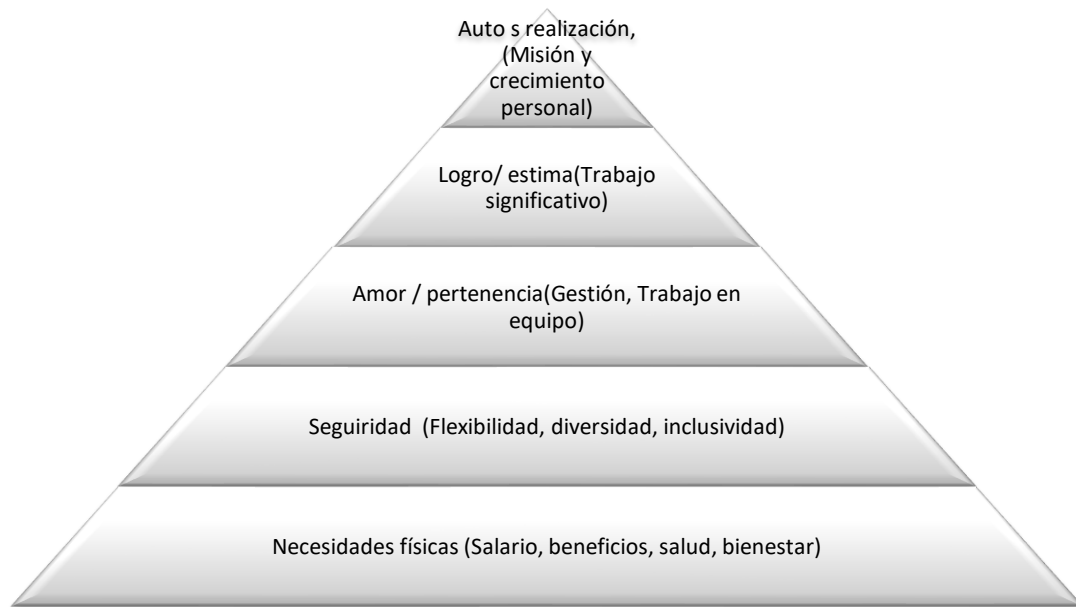 Auto s realización,
(Misión y
crecimiento
personal)
Logro/ estima(Trabajo
significativo)
Amor / pertenencia(Gestión, Trabajo en
equipo)
Seguiridad  (Flexibilidad, diversidad, inclusividad)
Necesidades físicas (Salario, beneficios, salud, bienestar)